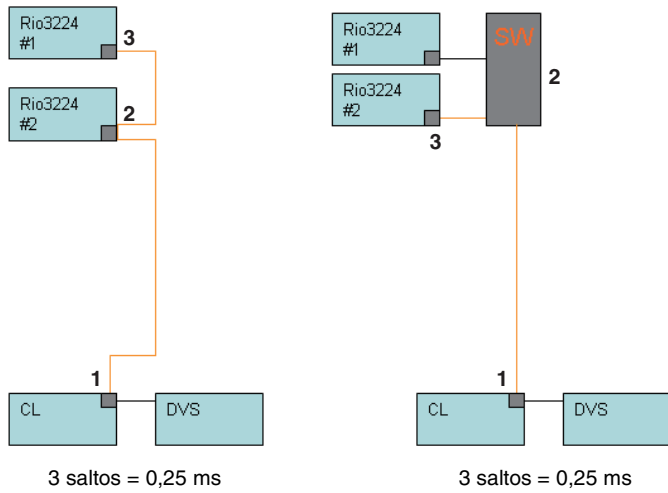 Rio3224
#1
3
Rio3224
#2
2
1
CL
DVS
3 saltos = 0,25 ms
Rio3224
#1
SW
2
Rio3224
#2
3
1
CL
DVS
3 saltos = 0,25 ms